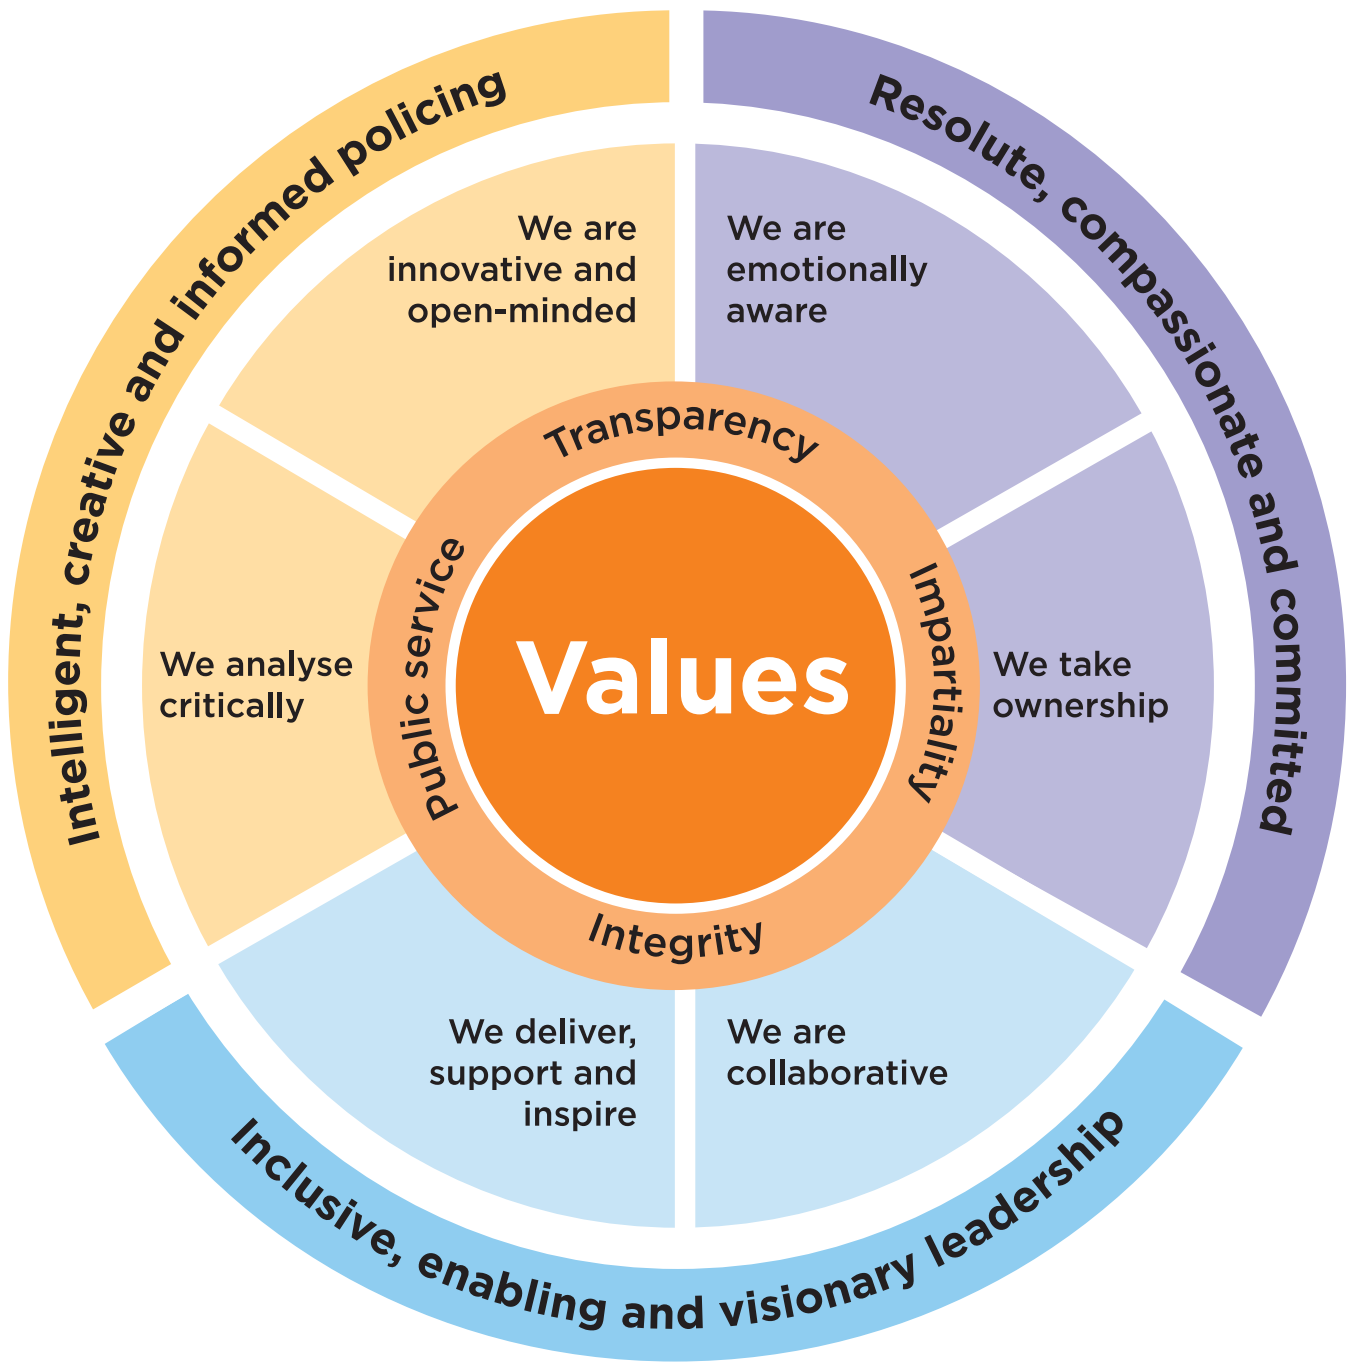 Intelligent, creative and informed policing
Resolute, compassionate and committed
We are
innovative and
open-minded
We are
emotionally
aware
Transparency
Public service
Values
Impartiality
Integrity
We analyse
critically
We take
ownership
We deliver,
support and
inspire
We are
collaborative
Inclusive, enabling and visionary leadership